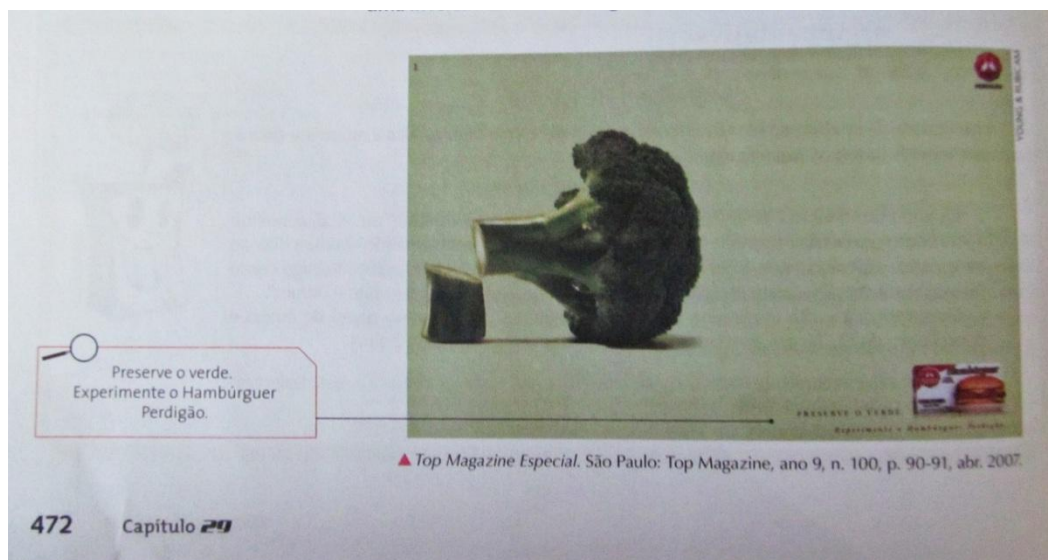 1
YOUNG & RUBICAM
Preserve o verde.
Experimente o Hambúrguer
Perdigão.
PRESERVE O VERDE
Experimente o Hambúrguer Perdigão.
▲ Top Magazine Especial. São Paulo: Top Magazine, ano 9, n. 100, p. 90-91, abr. 2007.
472 Capítulo 29